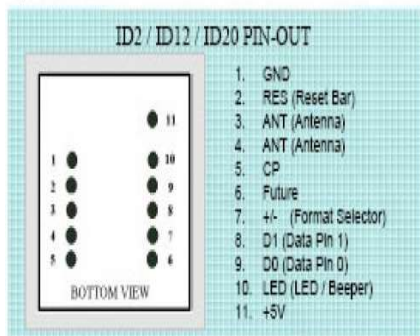 ID2 / ID12 / ID20 PIN-OUT
1. GND
2. RES (Reset Bar)
3. ANT (Antenna)
4. ANT (Antenna)
5. CP
6. Future
7. +/- (Format Selector)
8. D1 (Data Pin 1)
9. D0 (Data Pin 0)
10. LED (LED / Beeper)
11. +5V
11
1 10
2 9
3 8
4 7
5 6
BOTTOM VIEW